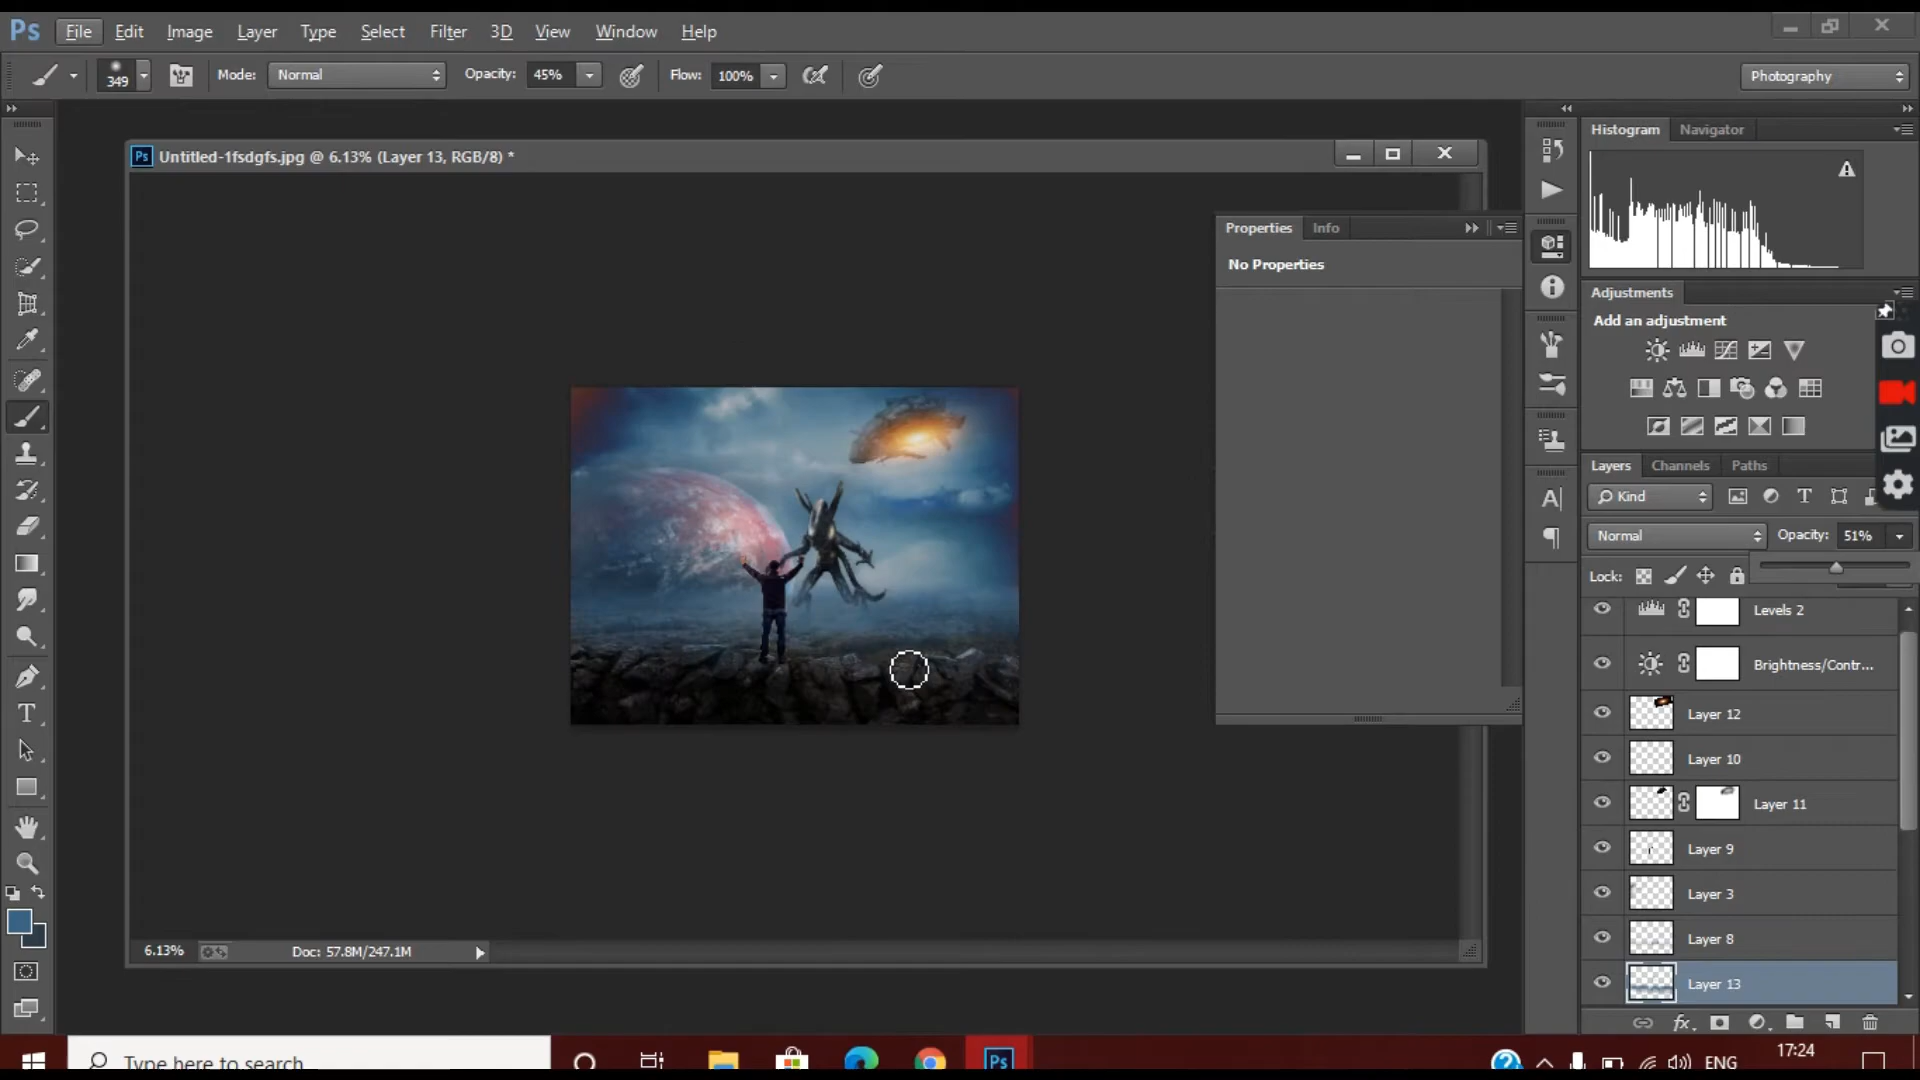 Ps File Edit Image Layer Type Select Filter 3D View Window Help
349 Mode: Normal Opacity: 45% Flow: 100% Photography
Ps Untitled-1fsdgfs.jpg @ 6.13% (Layer 13, RGB/8) *
Histogram Navigator
Properties Info
No Properties
Adjustments
Add an adjustment
Layers Channels Paths
Kind
Normal Opacity: 51%
Lock:
Levels 2
Brightness/Contr...
Layer 12
Layer 10
Layer 11
Layer 9
Layer 3
Layer 8
Layer 13
6.13% Doc: 57.8M/247.1M
Type here to search Ps ENG 17:24